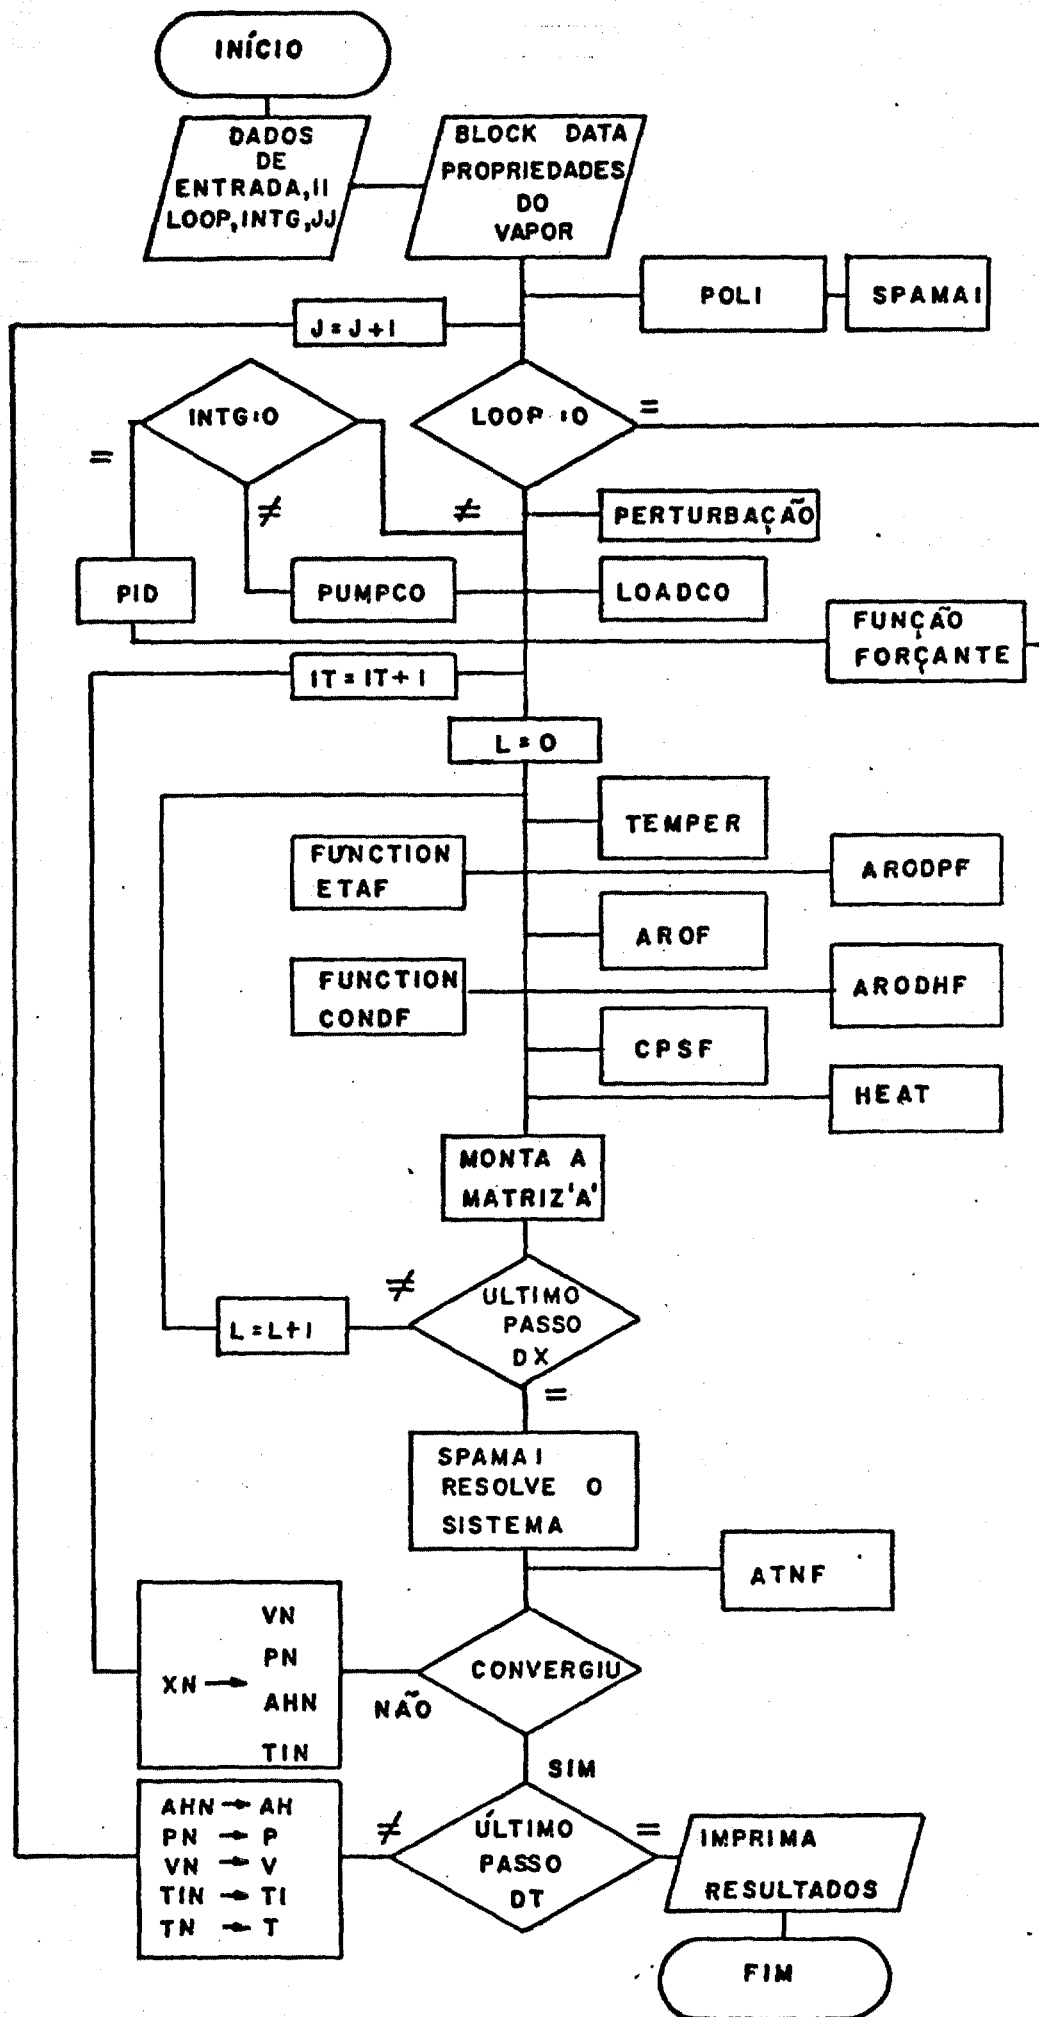 INÍCIO
DADOS
DE
ENTRADA,II
LOOP,INTG,JJ
BLOCK DATA
PROPRIEDADES
DO
VAPOR
POLI
SPAMAI
J=J+I
INTG:O
LOOP :O
=
=
≠
≠
PERTURBAÇÃO
PID
PUMPCO
LOADCO
FUNÇÃO
FORÇANTE
IT=IT+I
L=O
TEMPER
FUNCTION
ETAF
ARODPF
AROF
FUNCTION
CONDF
ARODHF
CPSF
HEAT
MONTA A
MATRIZ'A'
≠
ULTIMO
PASSO
DX
L=L+I
=
SPAMAI
RESOLVE O
SISTEMA
ATNF
XN →
VN
PN
AHN
TIN
CONVERGIU
NÃO
SIM
AHN → AH
PN → P
VN → V
TIN → TI
TN → T
≠
ÚLTIMO
PASSO
DT
=
IMPRIMA
RESULTADOS
FIM